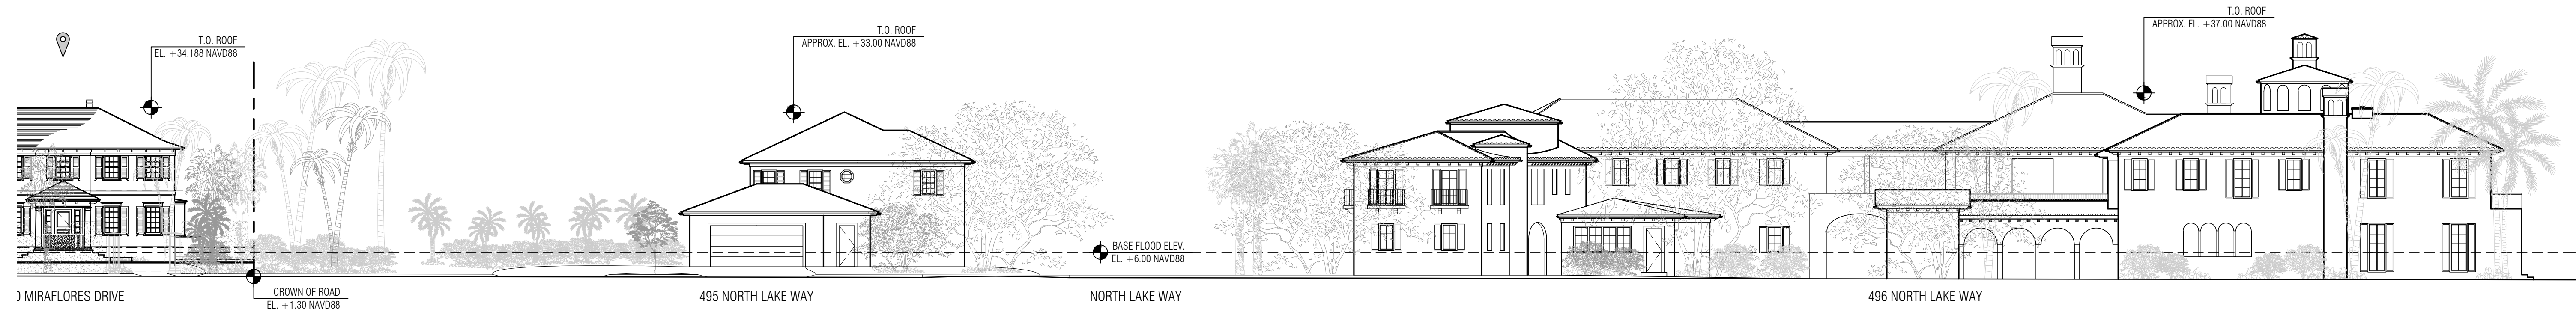 T.O. ROOF
EL. +34.188 NAVD88
T.O. ROOF
APPROX. EL. +33.00 NAVD88
T.O. ROOF
APPROX. EL. +37.00 NAVD88
BASE FLOOD ELEV.
EL. +6.00 NAVD88
CROWN OF ROAD
EL. +1.30 NAVD88
0 MIRAFLORES DRIVE
495 NORTH LAKE WAY
NORTH LAKE WAY
496 NORTH LAKE WAY